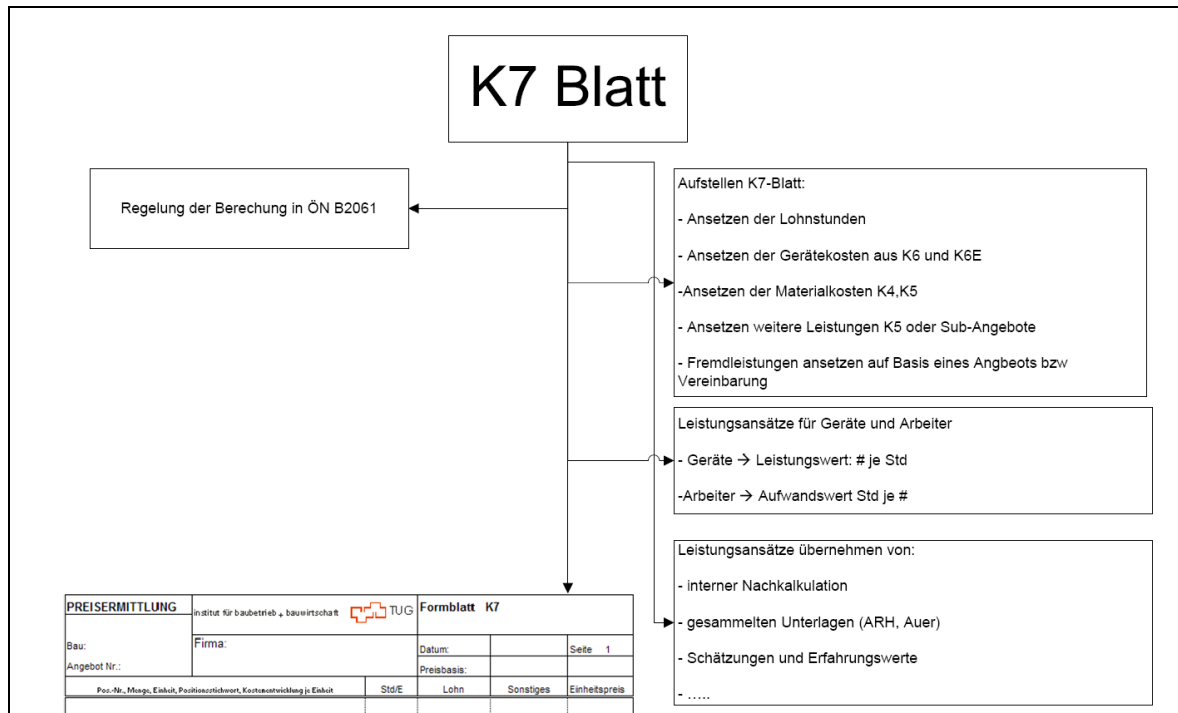 K7 Blatt
Regelung der Berechung in ÖN B2061
Aufstellen K7-Blatt:
- Ansetzen der Lohnstunden
- Ansetzen der Gerätekosten aus K6 und K6E
-Ansetzen der Materialkosten K4,K5
- Ansetzen weitere Leistungen K5 oder Sub-Angebote
- Fremdleistungen ansetzen auf Basis eines Angbeots bzw
Vereinbarung
Leistungsansätze für Geräte und Arbeiter
- Geräte → Leistungswert: # je Std
-Arbeiter → Aufwandswert Std je #
Leistungsansätze übernehmen von:
- interner Nachkalkulation
- gesammelten Unterlagen (ARH, Auer)
- Schätzungen und Erfahrungswerte
- .....
PREISERMITTLUNG
institut für baubetrieb + bauwirtschaft
TUG
Formblatt K7
Bau:
Firma:
Datum:
Seite 1
Angebot Nr.:
Preisbasis:
Pos.-Nr., Menge, Einheit, Positionsstichwort, Kostenentwicklung je Einheit
Std/E
Lohn
Sonstiges
Einheitspreis